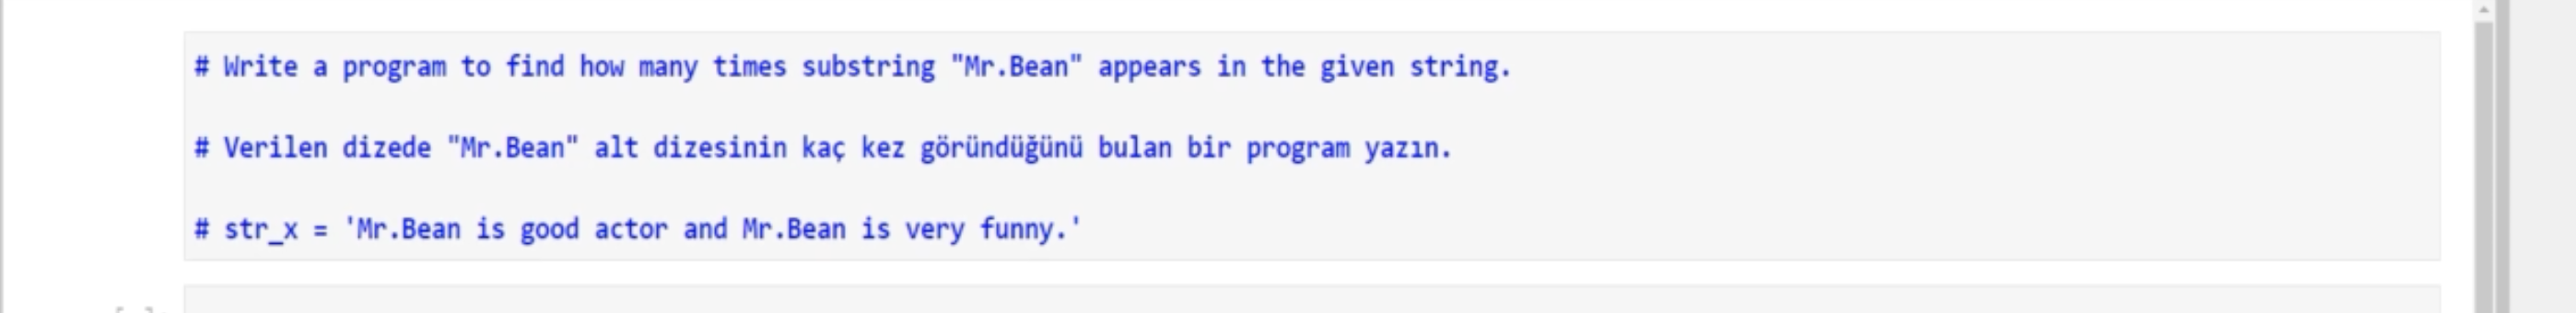 # Write a program to find how many times substring "Mr.Bean" appears in the given string.
# Verilen dizede "Mr.Bean" alt dizesinin kaç kez göründüğünü bulan bir program yazın.
# str_x = 'Mr.Bean is good actor and Mr.Bean is very funny.'